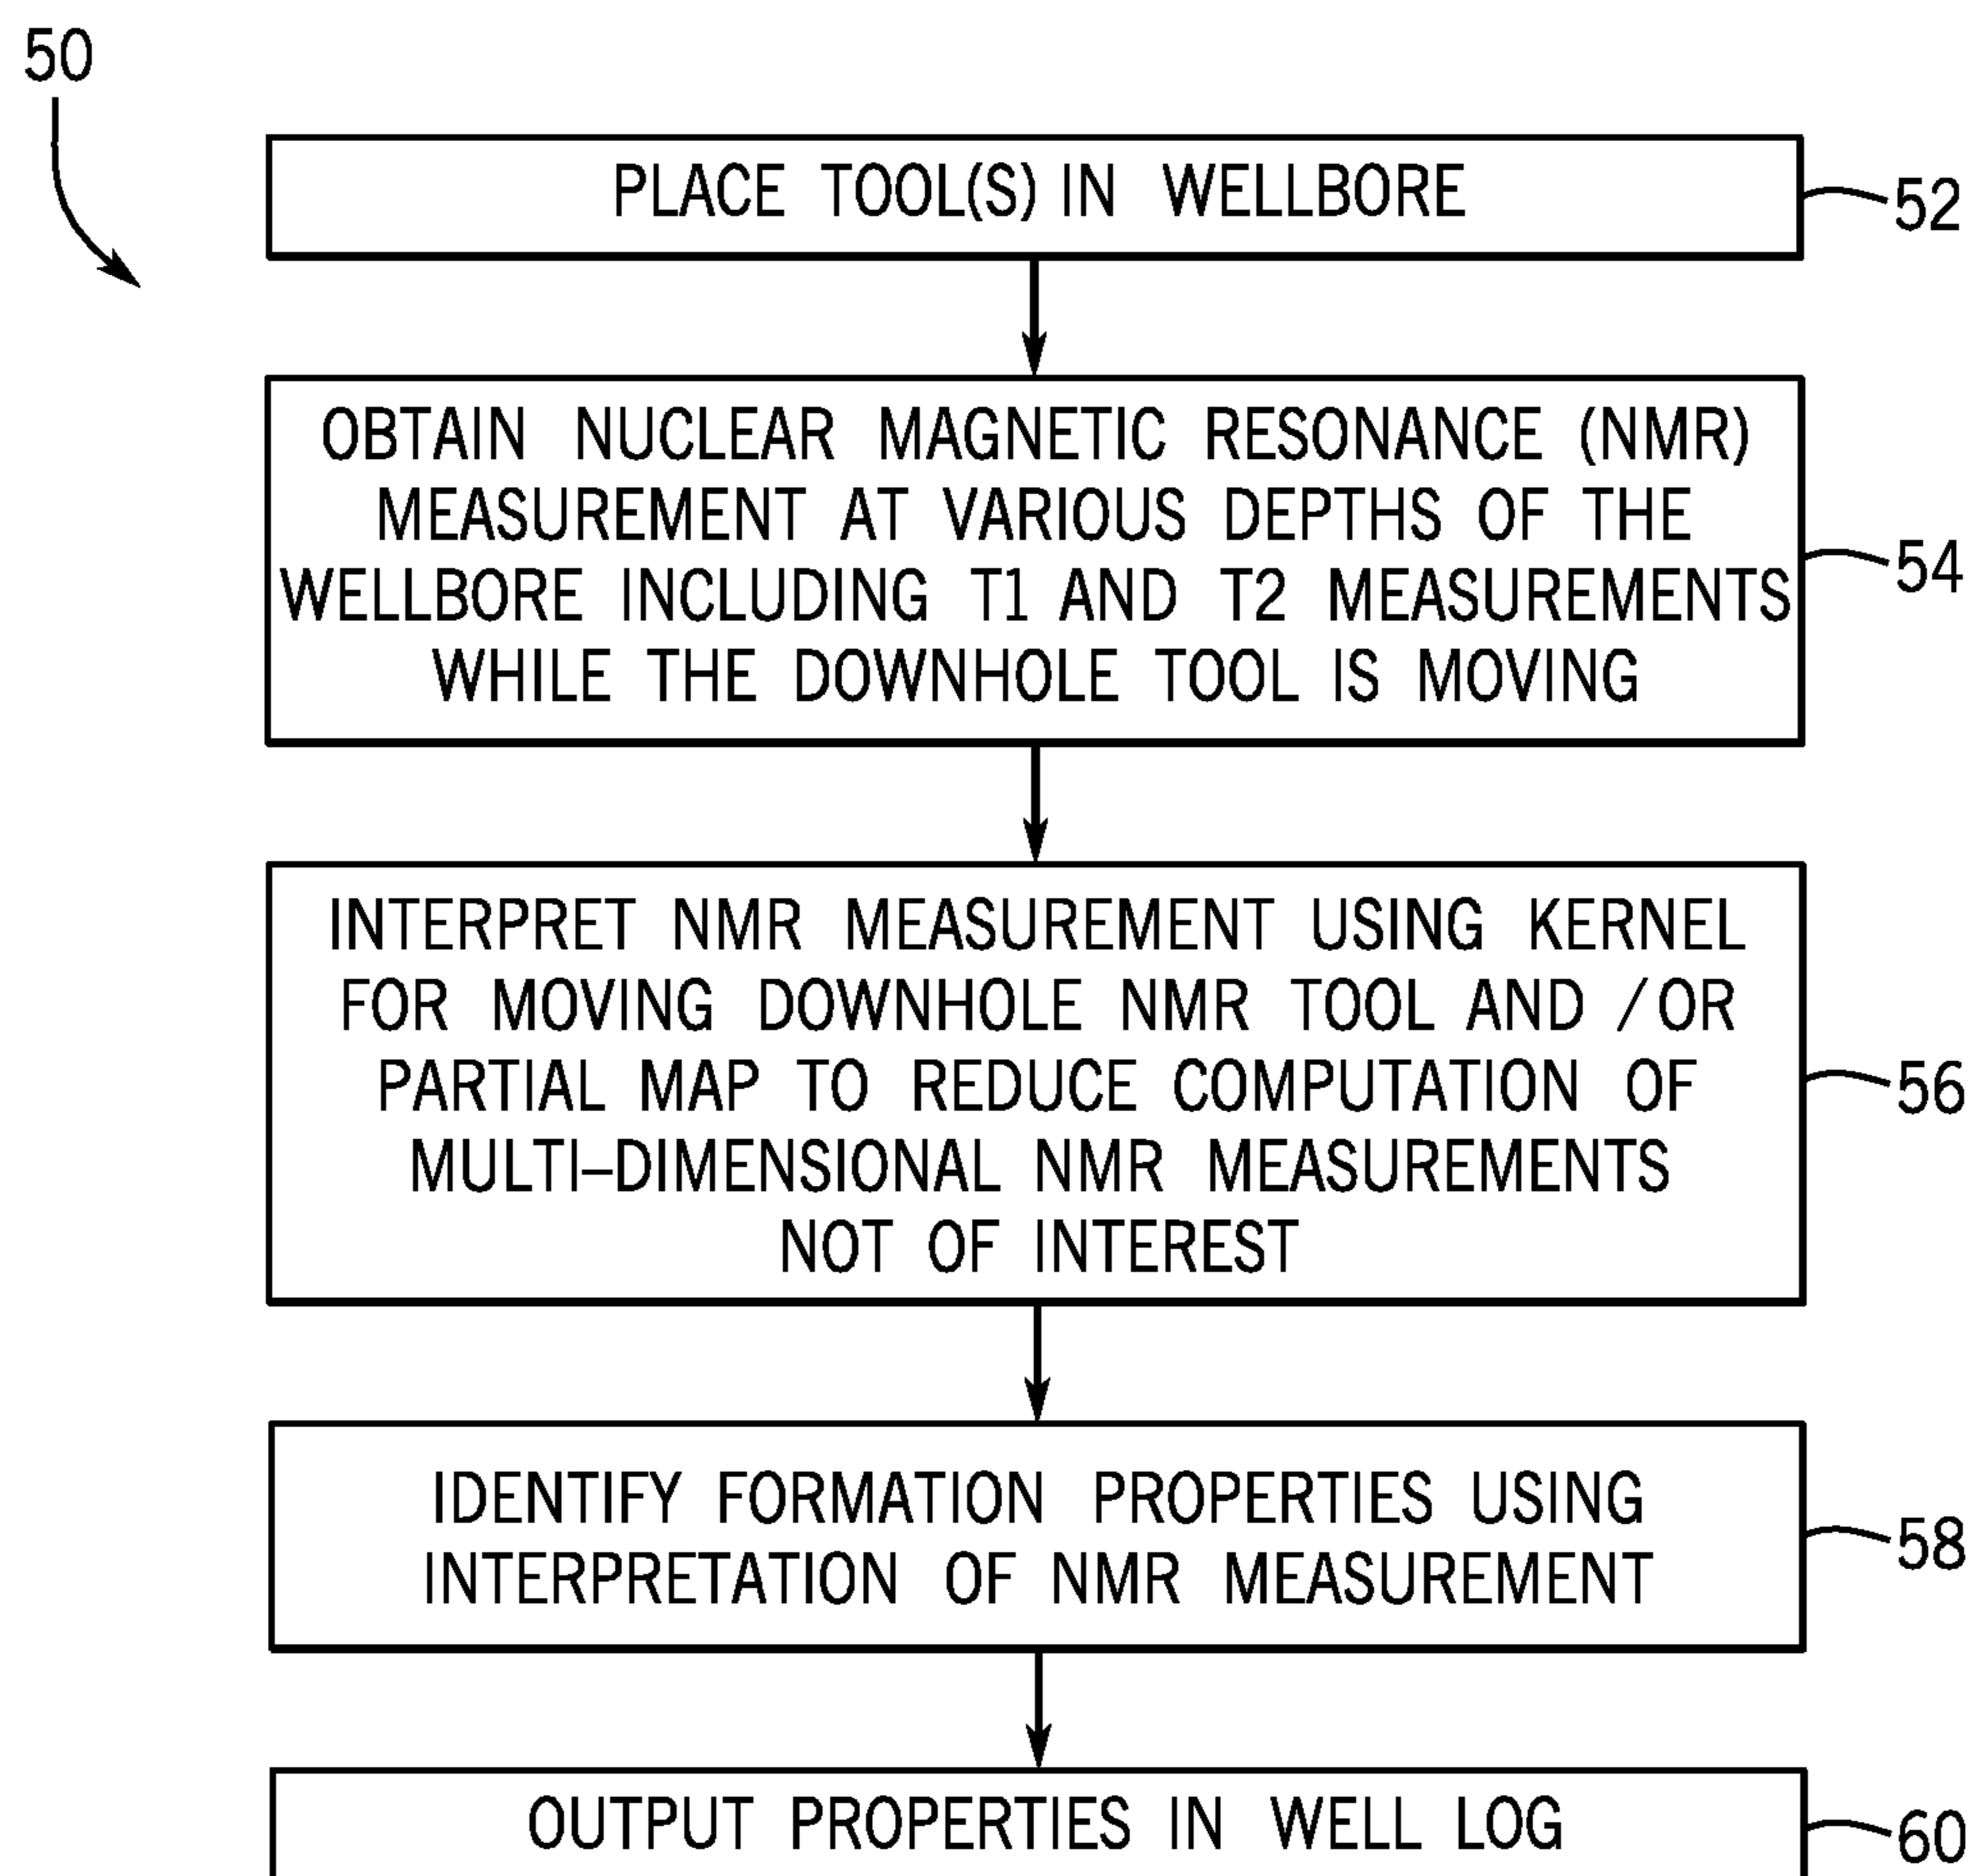 50
PLACE TOOL(S) IN WELLBORE
52
OBTAIN NUCLEAR MAGNETIC RESONANCE (NMR)
MEASUREMENT AT VARIOUS DEPTHS OF THE
WELLBORE INCLUDING T1 AND T2 MEASUREMENTS
WHILE THE DOWNHOLE TOOL IS MOVING
54
INTERPRET NMR MEASUREMENT USING KERNEL
FOR MOVING DOWNHOLE NMR TOOL AND /OR
PARTIAL MAP TO REDUCE COMPUTATION OF
MULTI–DIMENSIONAL NMR MEASUREMENTS
NOT OF INTEREST
56
IDENTIFY FORMATION PROPERTIES USING
INTERPRETATION OF NMR MEASUREMENT
58
OUTPUT PROPERTIES IN WELL LOG
60